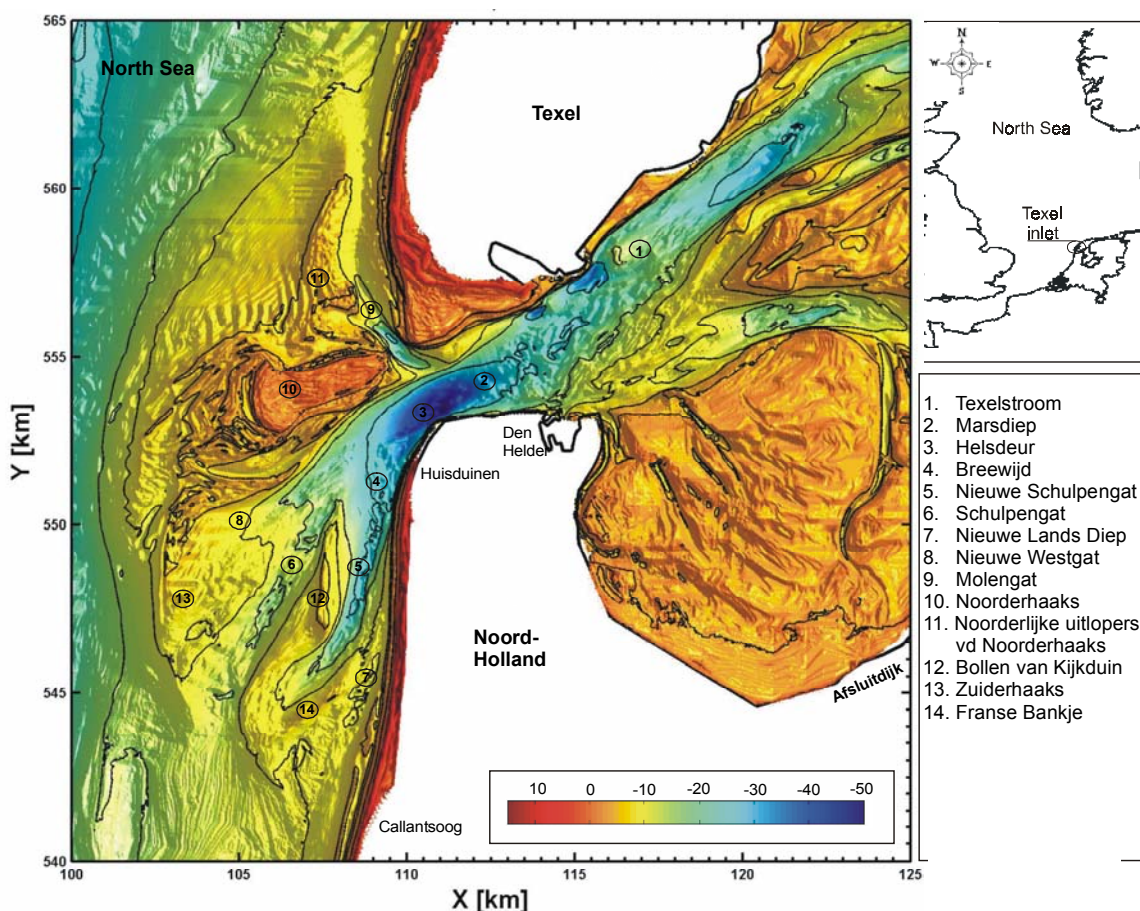 565
560
555
550
545
540
Y [km]
100
105
110
115
120
125
X [km]
North Sea
Texel
11
9
10
1
2
3
4
8
5
6
12
13
7
14
Den
Helder
Huisduinen
Noord-
Holland
Afsluitdijk
Callantsoog
10
0
-10
-20
-30
-40
-50
N
W
E
S
North Sea
Texel
inlet
1. Texelstroom
2. Marsdiep
3. Helsdeur
4. Breewijd
5. Nieuwe Schulpengat
6. Schulpengat
7. Nieuwe Lands Diep
8. Nieuwe Westgat
9. Molengat
10. Noorderhaaks
11. Noorderlijke uitlopers
vd Noorderhaaks
12. Bollen van Kijkduin
13. Zuiderhaaks
14. Franse Bankje